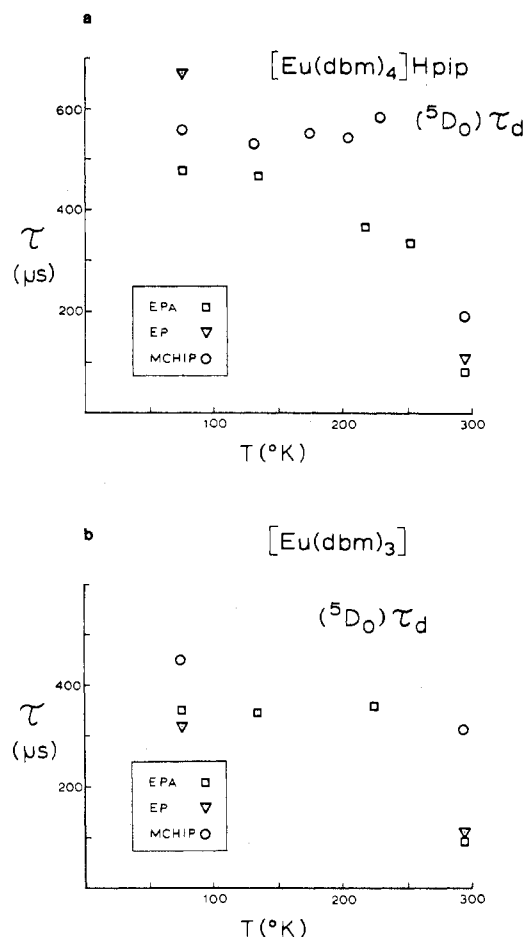 a
[Eu(dbm)₄]Hpip
(⁵D₀) τd
600
400
200
τ
(μs)
EPA □
EP ▽
MCHIP ○
100
200
300
T(°K)
b
[Eu(dbm)₃]
(⁵D₀) τd
400
200
τ
(μs)
EPA □
EP ▽
MCHIP ○
100
200
300
T(°K)